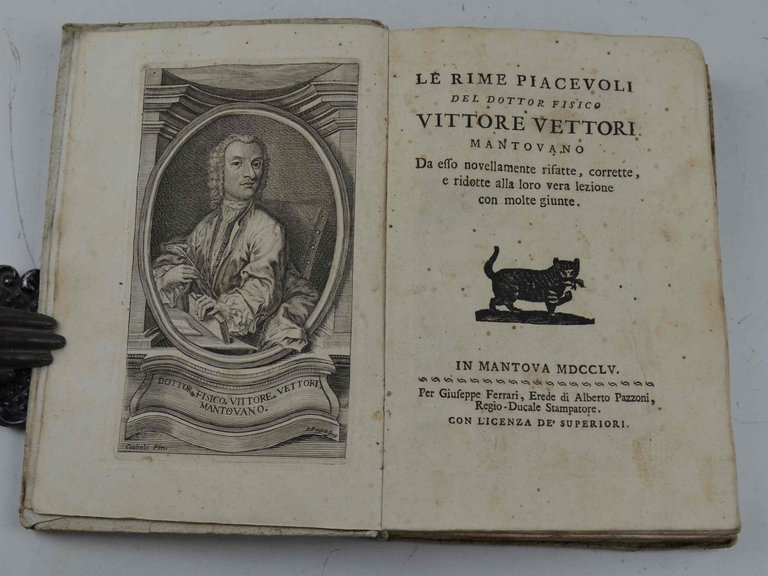 DOTTOR. FISICO. VITTORE. VETTORI.
MANTOVANO.
Pen.
LE RIME PIACEVOLI
DEL DOTTOR FISICO
VITTORE VETTORI
MANTOVANO
Da eſſo novellamente rifatte, corrette,
e ridotte alla loro vera lezione
con molte giunte.
IN MANTOVA MDCCLV.
Per Giuſeppe Ferrari, Erede di Alberto Pazzoni,
Regio-Ducale Stampatore.
CON LICENZA DE' SUPERIORI.